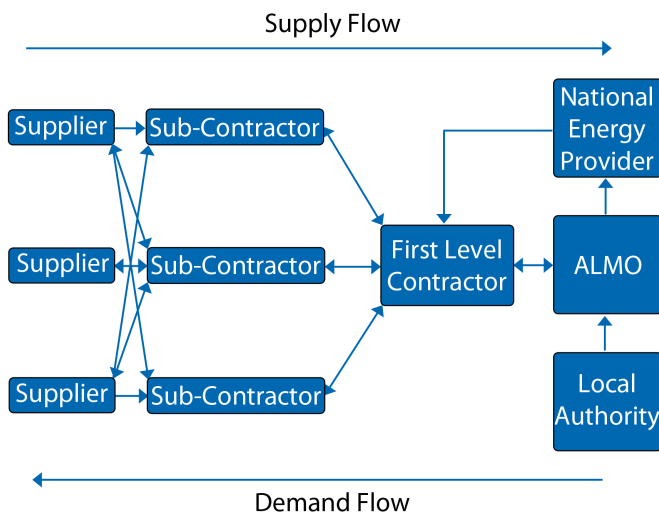 Supply Flow
National
Energy
Provider
Supplier
Sub-Contractor
First Level
Contractor
ALMO
Supplier
Sub-Contractor
Supplier
Sub-Contractor
Local
Authority
Demand Flow